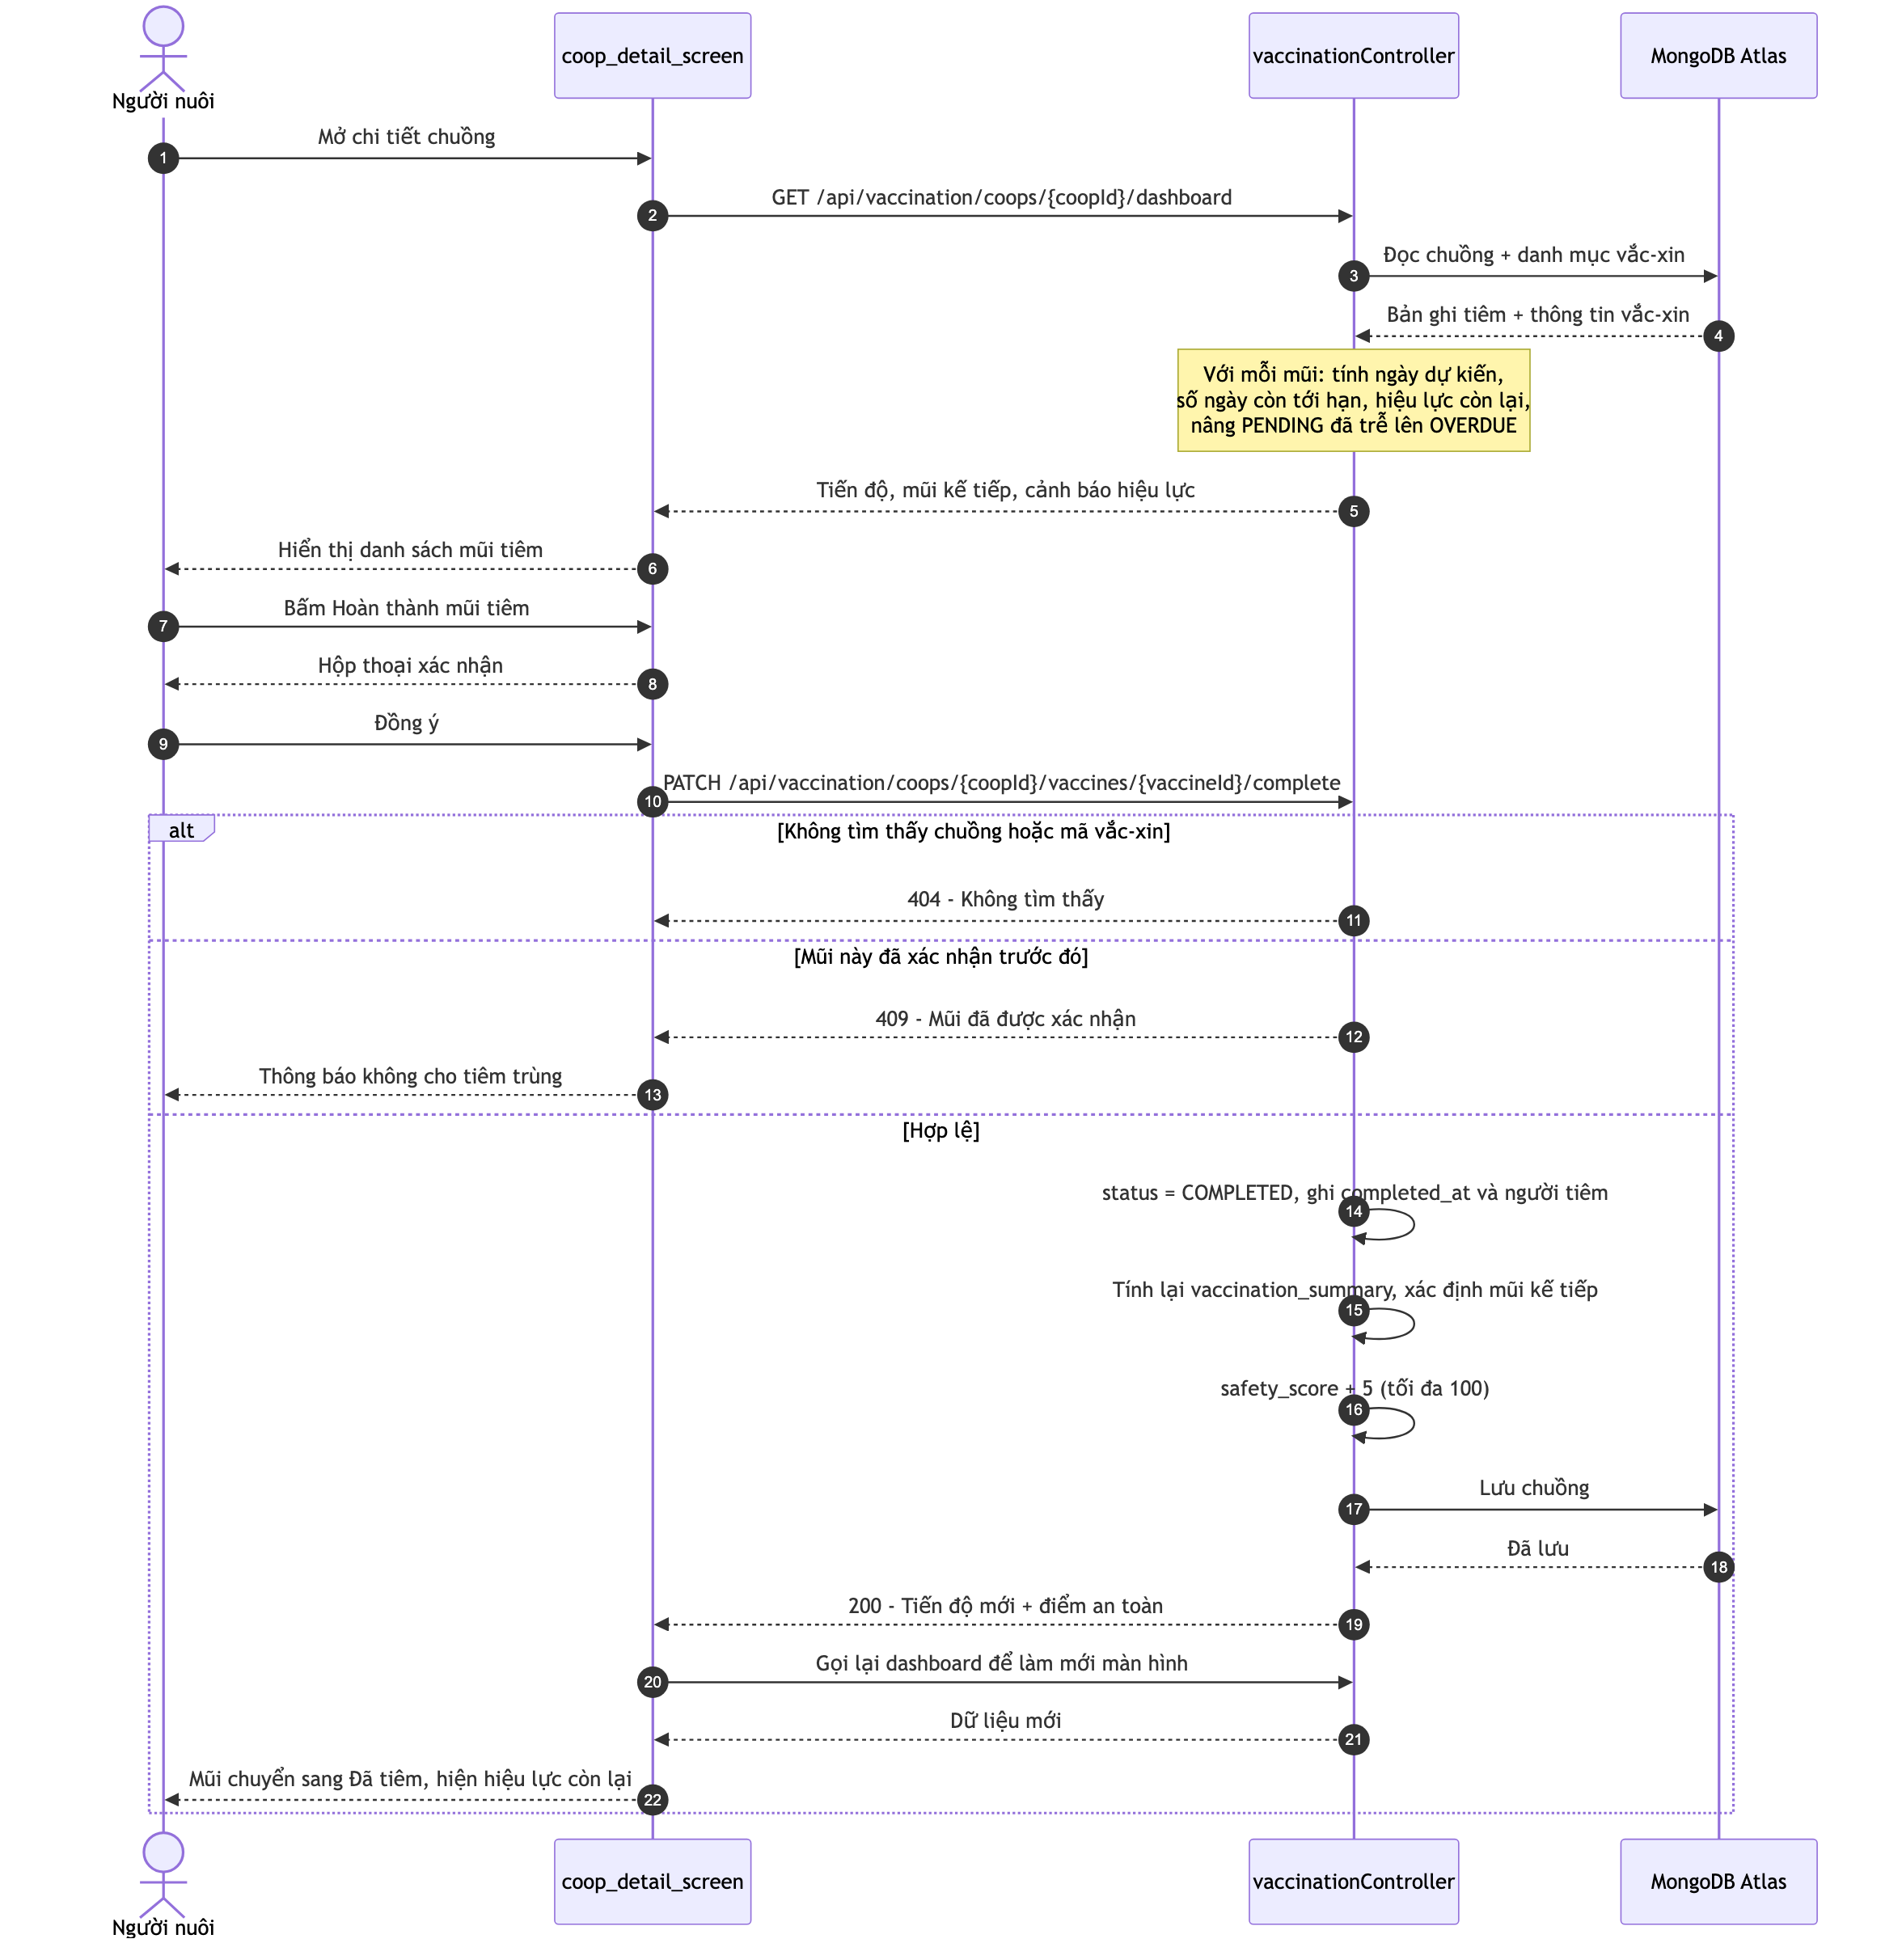 Người nuôi
coop_detail_screen
vaccinationController
MongoDB Atlas
Mở chi tiết chuồng
1
GET /api/vaccination/coops/{coopId}/dashboard
2
Đọc chuồng + danh mục vắc-xin
3
Bản ghi tiêm + thông tin vắc-xin
4
Với mỗi mũi: tính ngày dự kiến,
số ngày còn tới hạn, hiệu lực còn lại,
nâng PENDING đã trễ lên OVERDUE
Tiến độ, mũi kế tiếp, cảnh báo hiệu lực
5
Hiển thị danh sách mũi tiêm
6
Bấm Hoàn thành mũi tiêm
7
Hộp thoại xác nhận
8
Đồng ý
9
PATCH /api/vaccination/coops/{coopId}/vaccines/{vaccineId}/complete
10
alt
[Không tìm thấy chuồng hoặc mã vắc-xin]
404 - Không tìm thấy
11
[Mũi này đã xác nhận trước đó]
409 - Mũi đã được xác nhận
12
Thông báo không cho tiêm trùng
13
[Hợp lệ]
status = COMPLETED, ghi completed_at và người tiêm
14
Tính lại vaccination_summary, xác định mũi kế tiếp
15
safety_score + 5 (tối đa 100)
16
Lưu chuồng
17
Đã lưu
18
200 - Tiến độ mới + điểm an toàn
19
Gọi lại dashboard để làm mới màn hình
20
Dữ liệu mới
21
Mũi chuyển sang Đã tiêm, hiện hiệu lực còn lại
22
coop_detail_screen
vaccinationController
MongoDB Atlas
Người nuôi